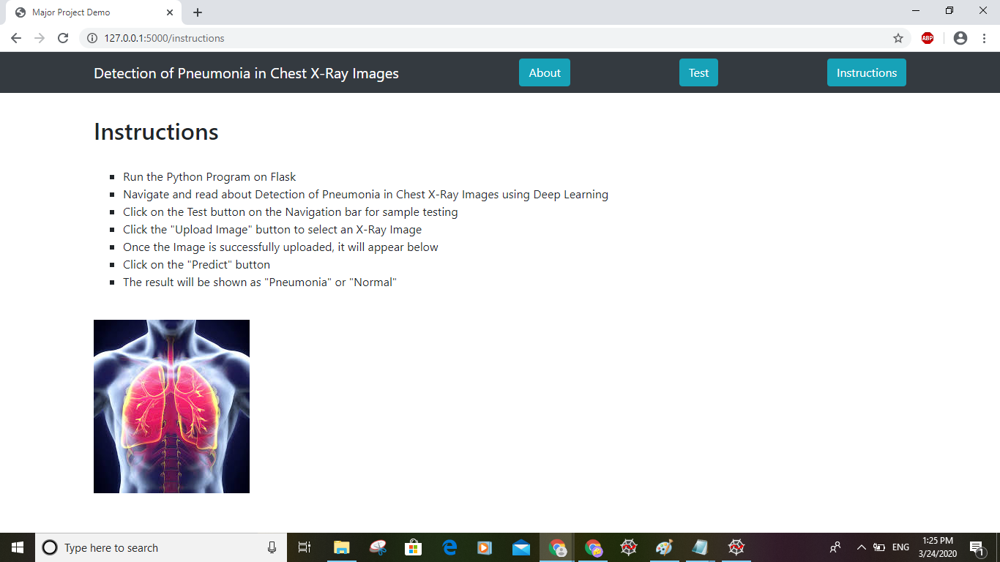 Major Project Demo
127.0.0.1:5000/instructions
ABP
Detection of Pneumonia in Chest X-Ray Images
About
Test
Instructions
Instructions
Run the Python Program on Flask
Navigate and read about Detection of Pneumonia in Chest X-Ray Images using Deep Learning
Click on the Test button on the Navigation bar for sample testing
Click the "Upload Image" button to select an X-Ray Image
Once the Image is successfully uploaded, it will appear below
Click on the "Predict" button
The result will be shown as "Pneumonia" or "Normal"
Type here to search
ENG
1:25 PM
3/24/2020
1